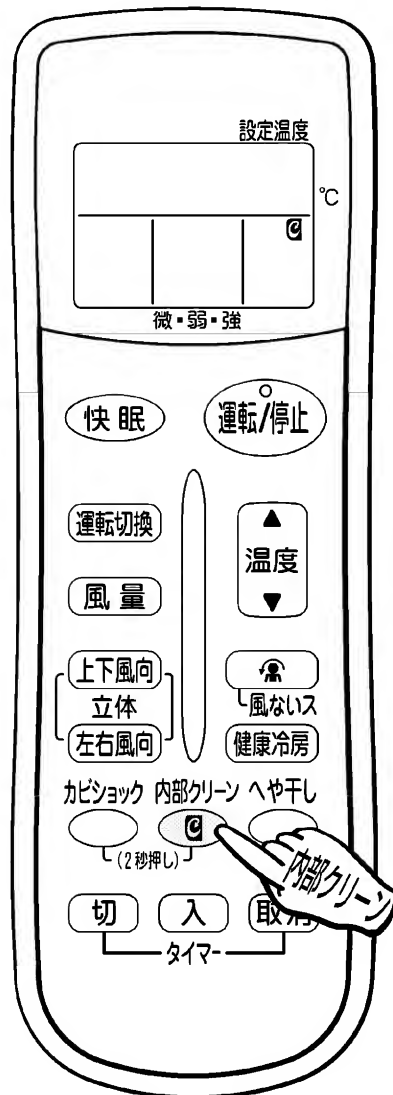 設定温度
℃
微・弱・強
快眠
運転/停止
運転切換
▲
温度
▼
風量
上下風向
立体
左右風向
風ないス
健康冷房
カビショック 内部クリーン へや干し
(2秒押し)
内部クリーン
切 入 取消
タイマー